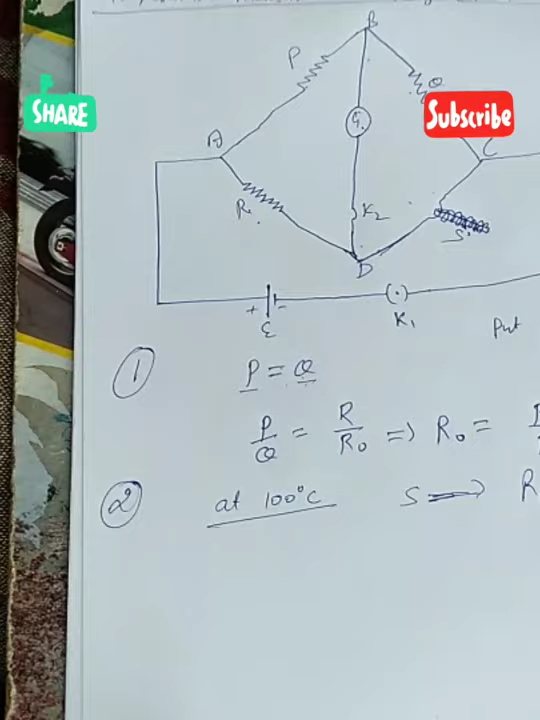 B
P
Q
SHARE
Subscribe
G
A
C
R
K2
S
D
+ -
ε
K1
Put
① P = Q
P/Q = R/R₀ => R₀ =
② at 100°C S => R